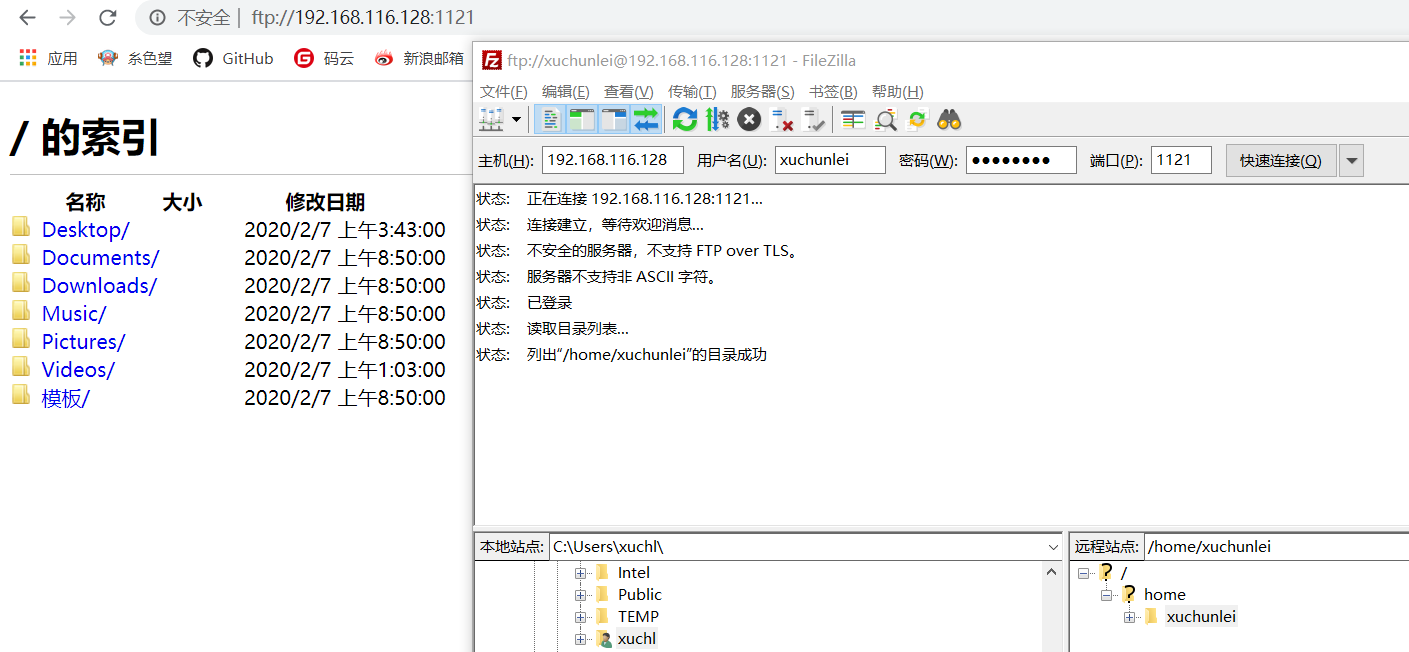 不安全 | ftp://192.168.116.128:1121
应用 糸色望 GitHub 码云 新浪邮箱
/ 的索引
名称 大小 修改日期
Desktop/ 2020/2/7 上午3:43:00
Documents/ 2020/2/7 上午8:50:00
Downloads/ 2020/2/7 上午8:50:00
Music/ 2020/2/7 上午8:50:00
Pictures/ 2020/2/7 上午8:50:00
Videos/ 2020/2/7 上午1:03:00
模板/ 2020/2/7 上午8:50:00
ftp://xuchunlei@192.168.116.128:1121 - FileZilla
文件(F) 编辑(E) 查看(V) 传输(T) 服务器(S) 书签(B) 帮助(H)
主机(H): 192.168.116.128 用户名(U): xuchunlei 密码(W): ●●●●●●●● 端口(P): 1121 快速连接(Q)
状态: 正在连接 192.168.116.128:1121...
状态: 连接建立，等待欢迎消息...
状态: 不安全的服务器，不支持 FTP over TLS。
状态: 服务器不支持非 ASCII 字符。
状态: 已登录
状态: 读取目录列表...
状态: 列出“/home/xuchunlei”的目录成功
本地站点: C:\Users\xuchl\
Intel
Public
TEMP
xuchl
远程站点: /home/xuchunlei
/
home
xuchunlei